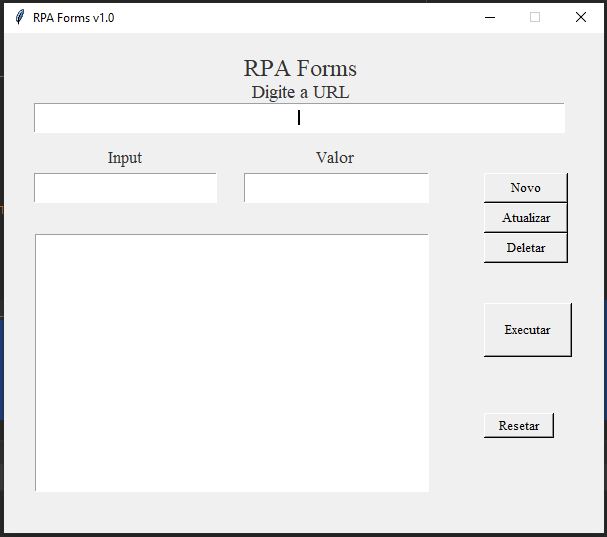 RPA Forms v1.0
RPA Forms
Digite a URL
Input Valor
Novo
Atualizar
Deletar
Executar
Resetar